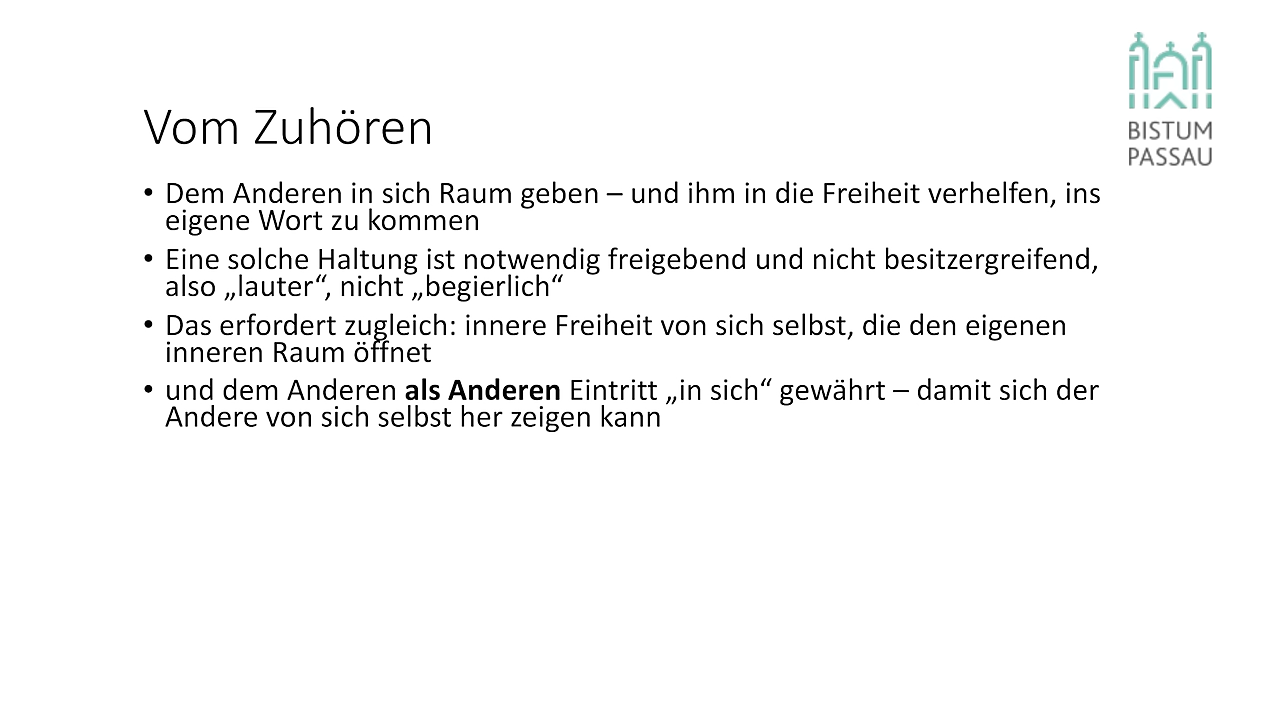 BISTUM
PASSAU
Vom Zuhören
• Dem Anderen in sich Raum geben – und ihm in die Freiheit verhelfen, ins
eigene Wort zu kommen
• Eine solche Haltung ist notwendig freigebend und nicht besitzergreifend,
also „lauter“, nicht „begierlich“
• Das erfordert zugleich: innere Freiheit von sich selbst, die den eigenen
inneren Raum öffnet
• und dem Anderen als Anderen Eintritt „in sich“ gewährt – damit sich der
Andere von sich selbst her zeigen kann